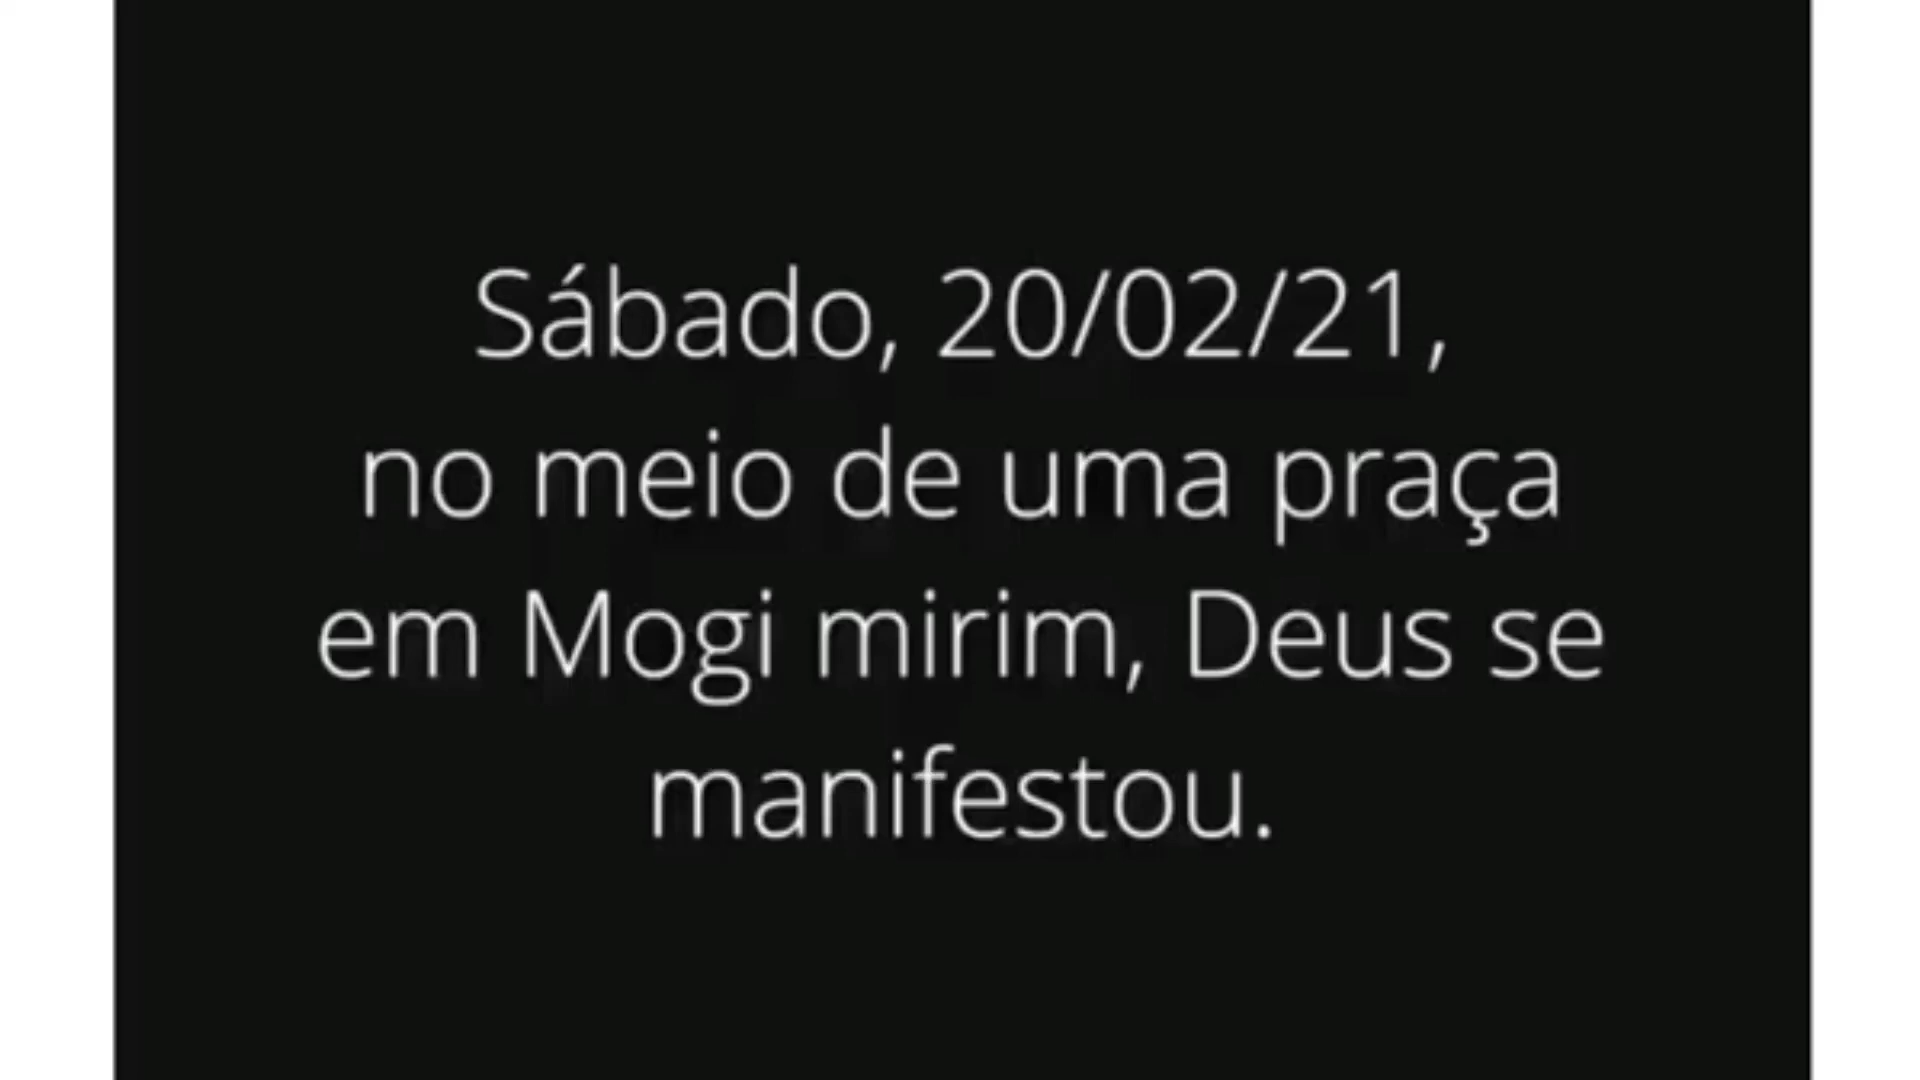 Sábado, 20/02/21,
no meio de uma praça
em Mogi mirim, Deus se
manifestou.